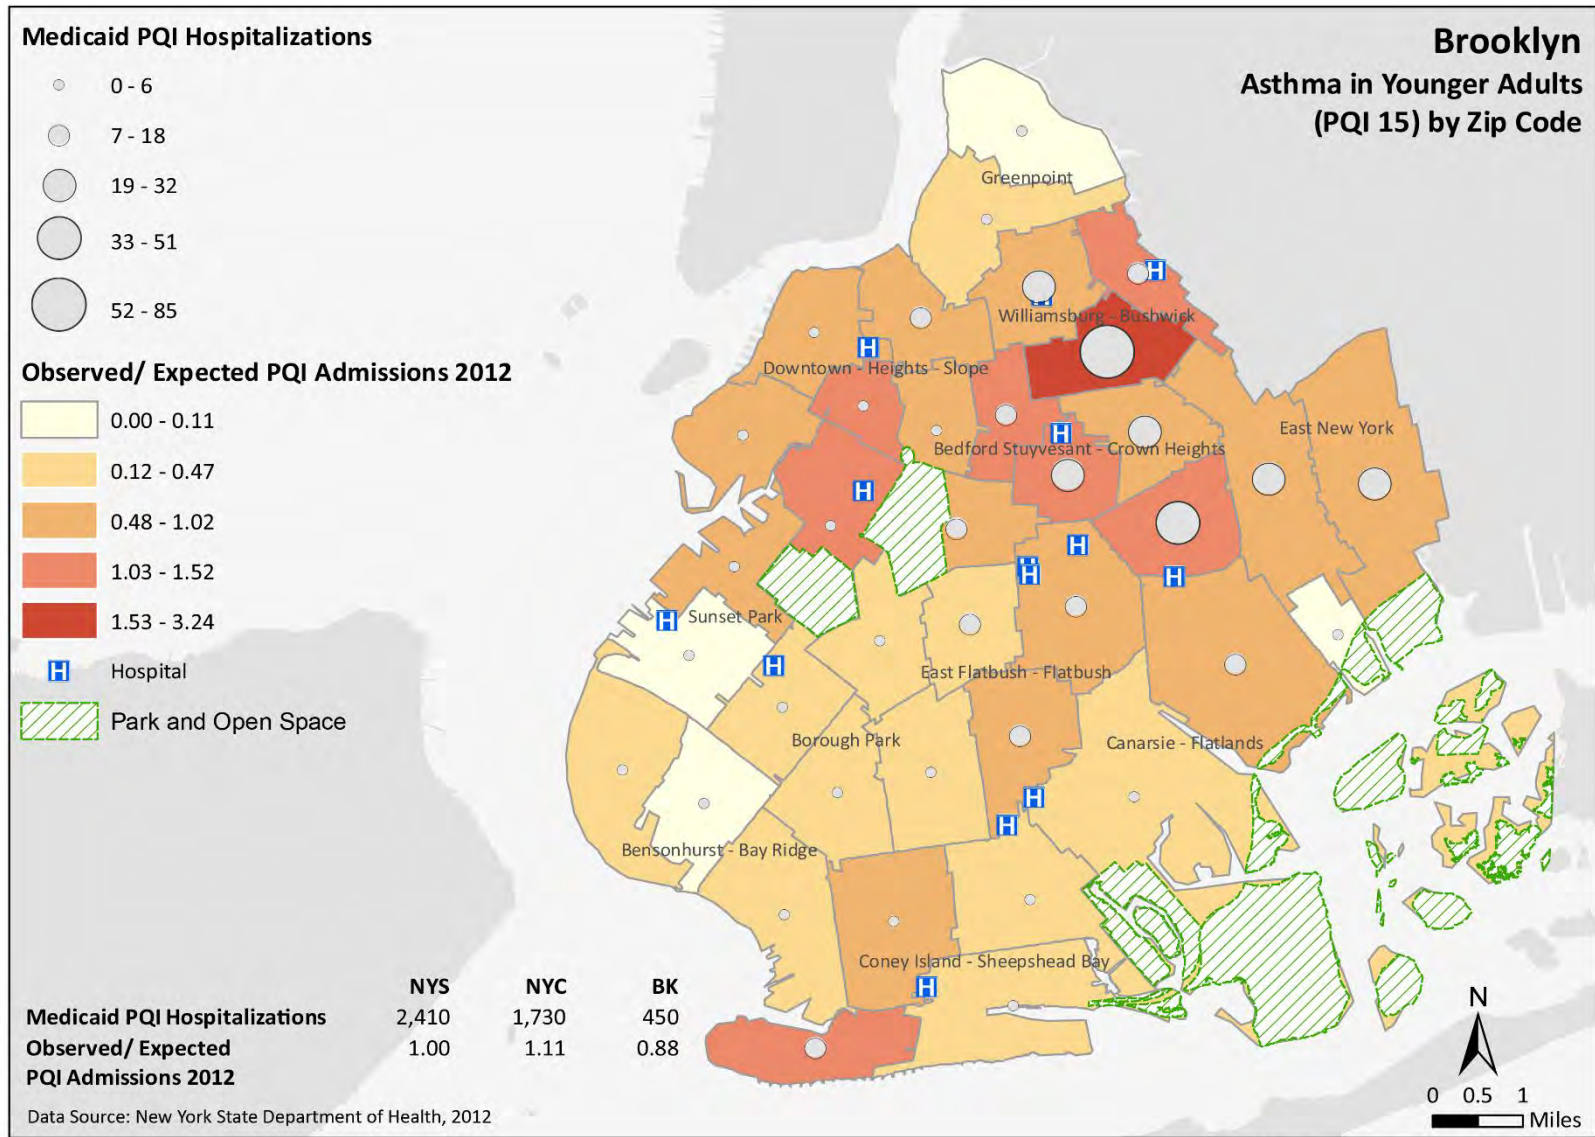 Medicaid PQI Hospitalizations
0 - 6
7 - 18
19 - 32
33 - 51
52 - 85
Observed/ Expected PQI Admissions 2012
0.00 - 0.11
0.12 - 0.47
0.48 - 1.02
1.03 - 1.52
1.53 - 3.24
H Hospital
Park and Open Space
Brooklyn
Asthma in Younger Adults
(PQI 15) by Zip Code
Greenpoint
H
H
Williamsburg - Bushwick
H
Downtown - Heights - Slope
East New York
H
Bedford Stuyvesant - Crown Heights
H
H
H
H
H
H
Sunset Park
H
East Flatbush - Flatbush
Borough Park
Canarsie - Flatlands
H
H
Bensonhurst - Bay Ridge
Coney Island - Sheepshead Bay
H
NYS NYC BK
Medicaid PQI Hospitalizations 2,410 1,730 450
Observed/ Expected 1.00 1.11 0.88
PQI Admissions 2012
Data Source: New York State Department of Health, 2012
N
0 0.5 1
Miles